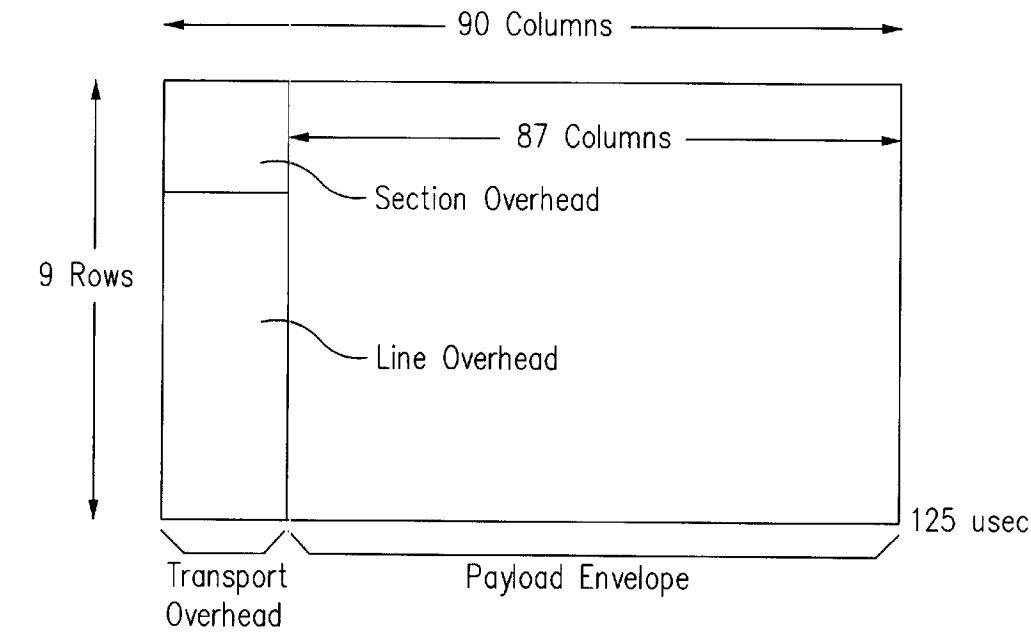 90 Columns
87 Columns
Section Overhead
9 Rows
Line Overhead
125 usec
Transport
Overhead
Payload Envelope